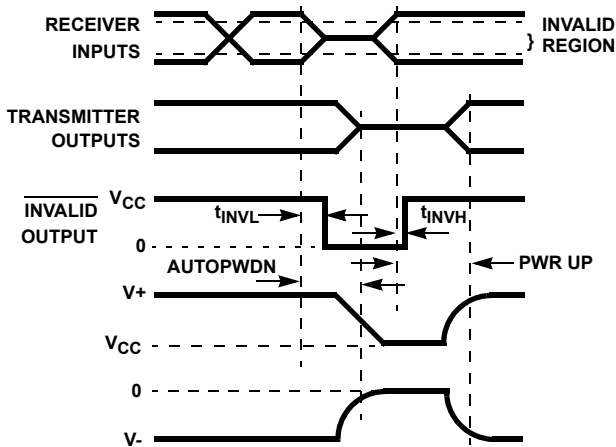 RECEIVER
INPUTS
INVALID
} REGION
TRANSMITTER
OUTPUTS
VCC
INVALID
OUTPUT
tINVL
tINVH
0
AUTOPWDN
PWR UP
V+
VCC
0
V-